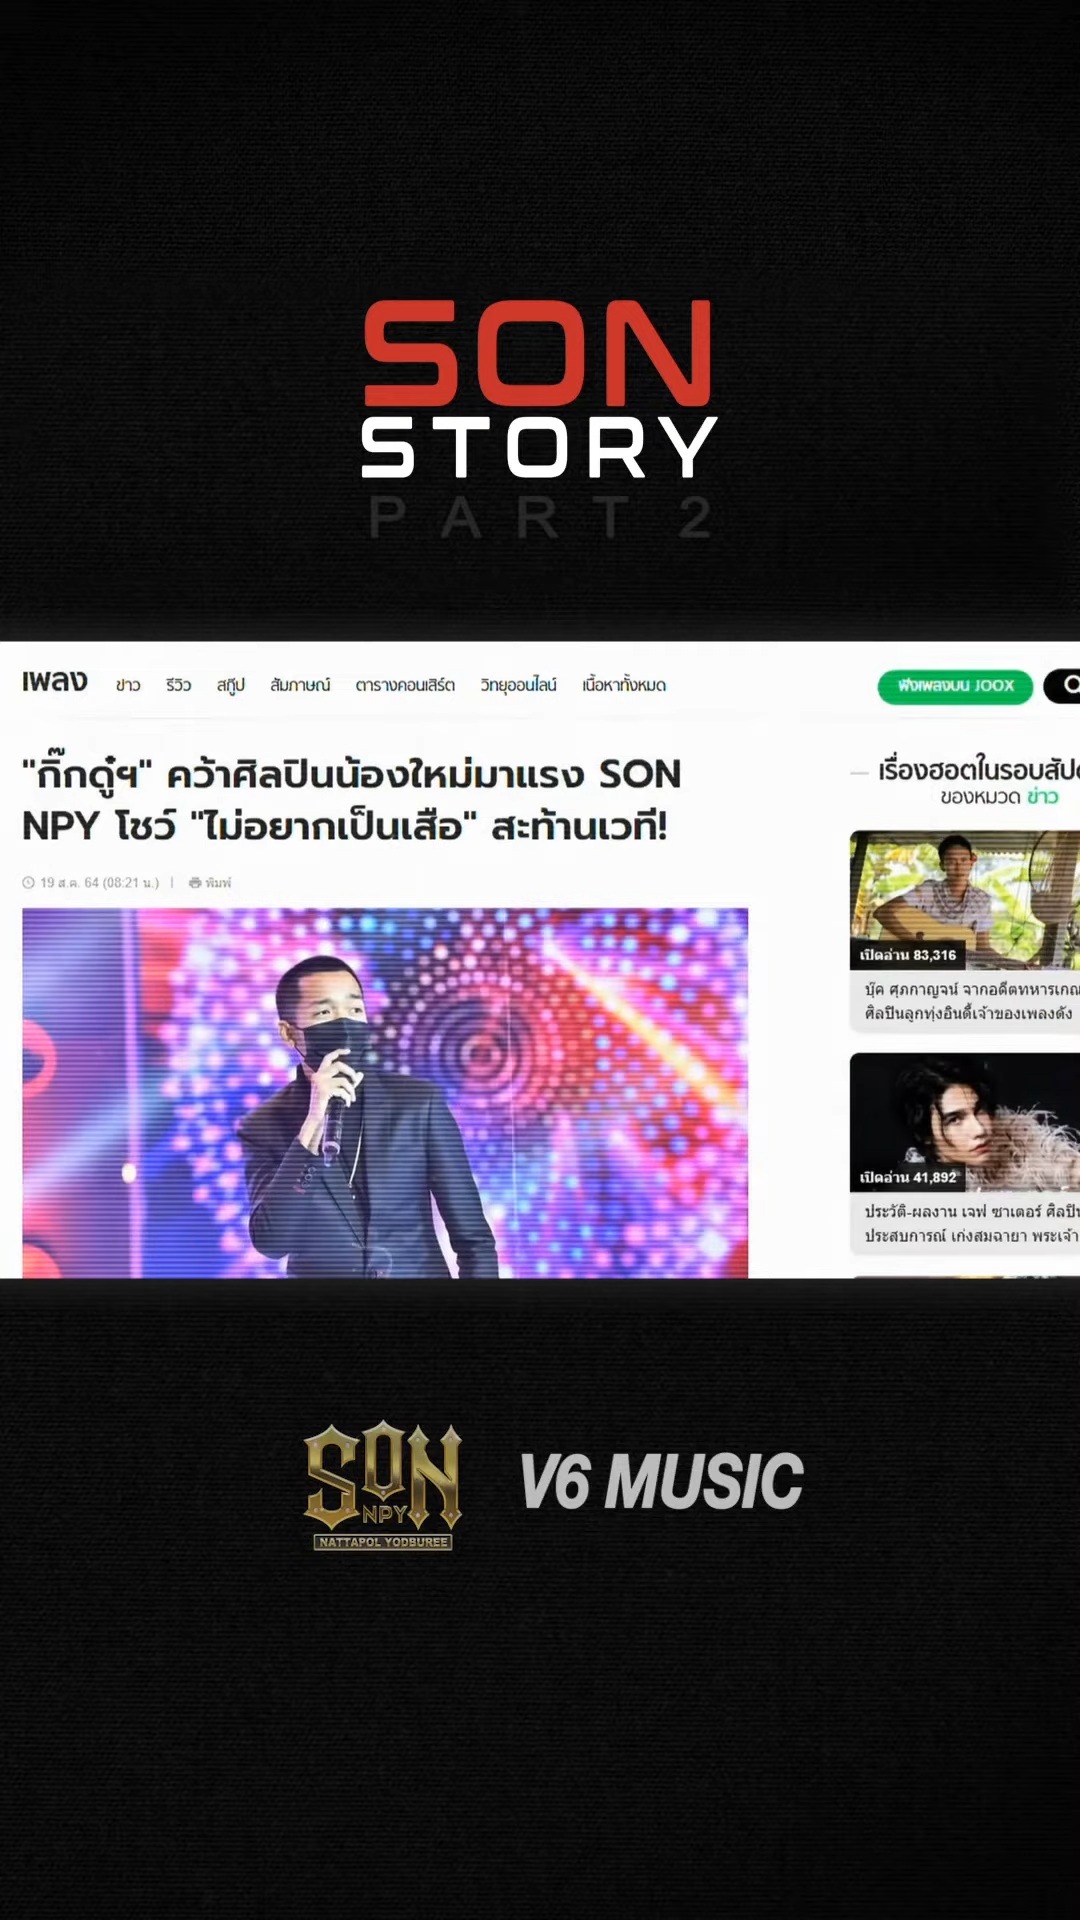 SON
STORY
PART 2
เพลง ข่าว รีวิว สกู๊ป สัมภาษณ์ ตารางคอนเสิร์ต วิทยุออนไลน์ เนื้อหาทั้งหมด ฟังเพลงบน JOOX
"กิ๊กดู๋ฯ" คว้าศิลปินน้องใหม่มาแรง SON
NPY โชว์ "ไม่อยากเป็นเสือ" สะท้านเวที!
19 ส.ค. 64 (08:21 น.) | พิมพ์
เรื่องฮอตในรอบสัปด
ของหมวด ข่าว
เปิดอ่าน 83,316
บุ๊ค ศุภกาญจน์ จากอดีตทหารเกณ
ศิลปินลูกทุ่งอินดี้เจ้าของเพลงดัง
เปิดอ่าน 41,892
ประวัติ-ผลงาน เจฟ ซาเตอร์ ศิลปิน
ประสบการณ์ เก่งสมฉายา พระเจ้า
SON
NPY
NATTAPOL YODBUREE
V6 MUSIC